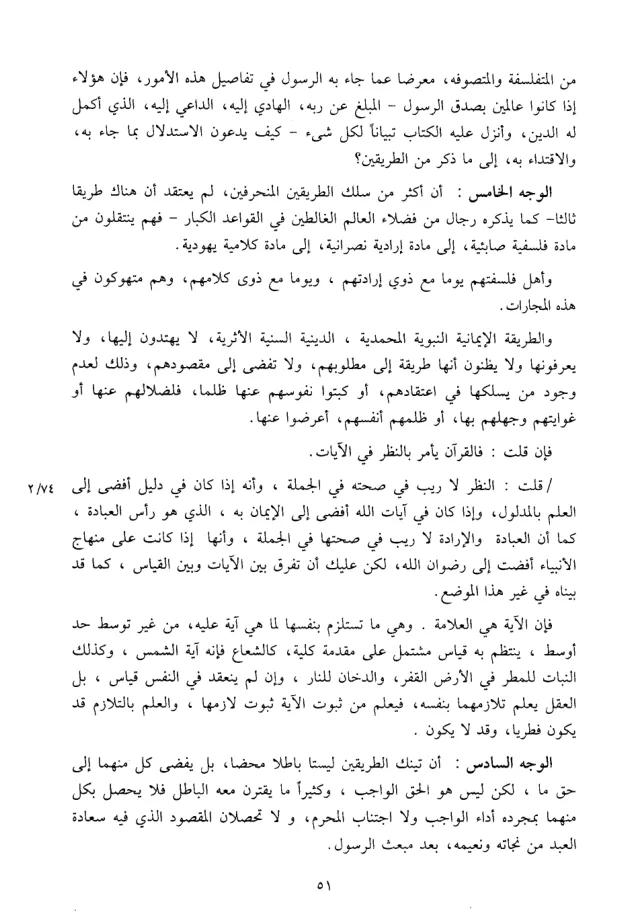 من المتفلسفة والمتصوفه، معرضا عما جاء به الرسول في تفاصيل هذه الأمور، فإن هؤلاء
إذا كانوا عالمين بصدق الرسول – المبلغ عن ربه، الهادي إليه، الداعي إليه، الذي أكمل
له الدين، وأنزل عليه الكتاب تبياناً لكل شىء – كيف يدعون الاستدلال بما جاء به،
والاقتداء به، إلى ما ذكر من الطريقين؟
الوجه الخامس : أن أكثر من سلك الطريقين المنحرفين، لم يعتقد أن هناك طريقا
ثالثا– كما يذكره رجال من فضلاء العالم الغالطين في القواعد الكبار – فهم ينتقلون من
مادة فلسفية صابئية، إلى مادة إرادية نصرانية، إلى مادة كلامية يهودية.
وأهل فلسفتهم يوما مع ذوي إرادتهم ، ويوما مع ذوى كلامهم، وهم متهوكون في
هذه المجارات.
والطريقة الإيمانية النبوية المحمدية ، الدينية السنية الأثرية، لا يهتدون إليها، ولا
يعرفونها ولا يظنون أنها طريقة إلى مطلوبهم، ولا تفضى إلى مقصودهم، وذلك لعدم
وجود من يسلكها في اعتقادهم، أو كبتوا نفوسهم عنها ظلما، فلضلالهم عنها أو
غوايتهم وجهلهم بها، أو ظلمهم أنفسهم، أعرضوا عنها.
فإن قلت : فالقرآن يأمر بالنظر في الآيات.
/ قلت : النظر لا ريب في صحته في الجملة ، وأنه إذا كان في دليل أفضى إلى ٢/٧٤
العلم بالمدلول، وإذا كان في آيات الله أفضى إلى الإيمان به ، الذي هو رأس العبادة ،
كما أن العبادة والإرادة لا ريب في صحتها في الجملة ، وأنها إذا كانت على منهاج
الأنبياء أفضت إلى رضوان الله، لكن عليك أن تفرق بين الآيات وبين القياس ، كما قد
بيناه في غير هذا الموضع.
فإن الآية هي العلامة . وهي ما تستلزم بنفسها لما هي آية عليه، من غير توسط حد
أوسط ، ينتظم به قياس مشتمل على مقدمة كلية، كالشعاع فإنه آية الشمس ، وكذلك
النبات للمطر في الأرض القفر، والدخان للنار ، وإن لم ينعقد في النفس قياس ، بل
العقل يعلم تلازمهما بنفسه، فيعلم من ثبوت الآية ثبوت لازمها ، والعلم بالتلازم قد
يكون فطريا، وقد لا يكون .
الوجه السادس : أن تينك الطريقين ليستا باطلا محضا، بل يفضى كل منهما إلى
حق ما ، لكن ليس هو الحق الواجب ، وكثيراً ما يقترن معه الباطل فلا يحصل بكل
منهما بمجرده أداء الواجب ولا اجتناب المحرم، و لا تحصلان المقصود الذي فيه سعادة
العبد من نجاته ونعيمه، بعد مبعث الرسول.
٥١